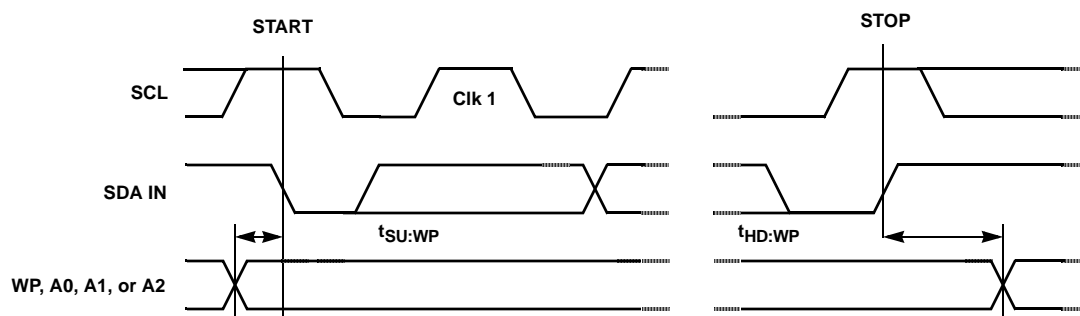 START
STOP
SCL
Clk 1
SDA IN
tSU:WP
tHD:WP
WP, A0, A1, or A2